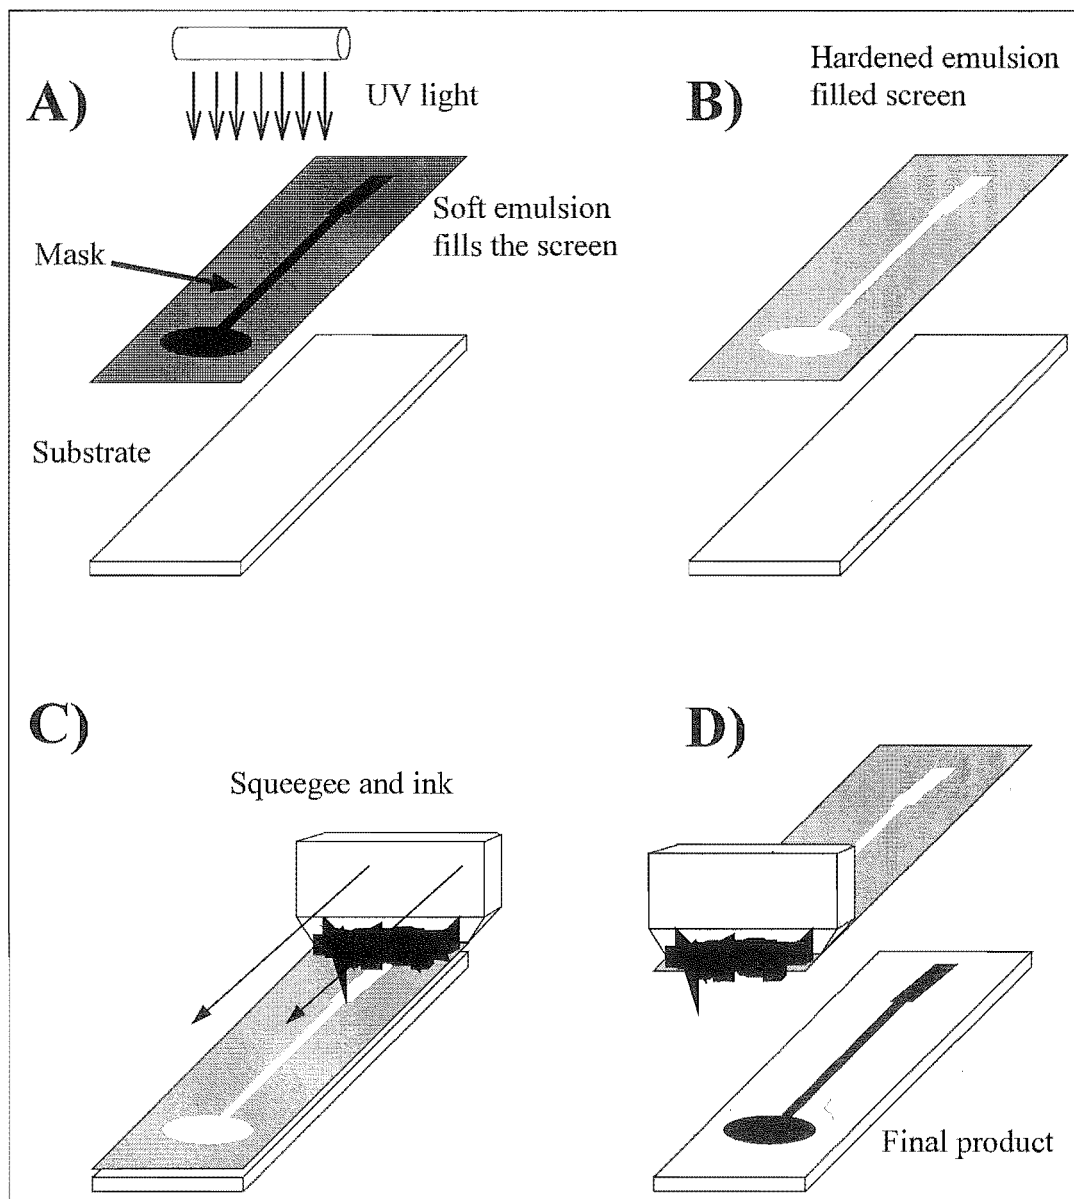 A)
UV light
Mask
Soft emulsion
fills the screen
Substrate
B)
Hardened emulsion
filled screen
C)
Squeegee and ink
D)
Final product